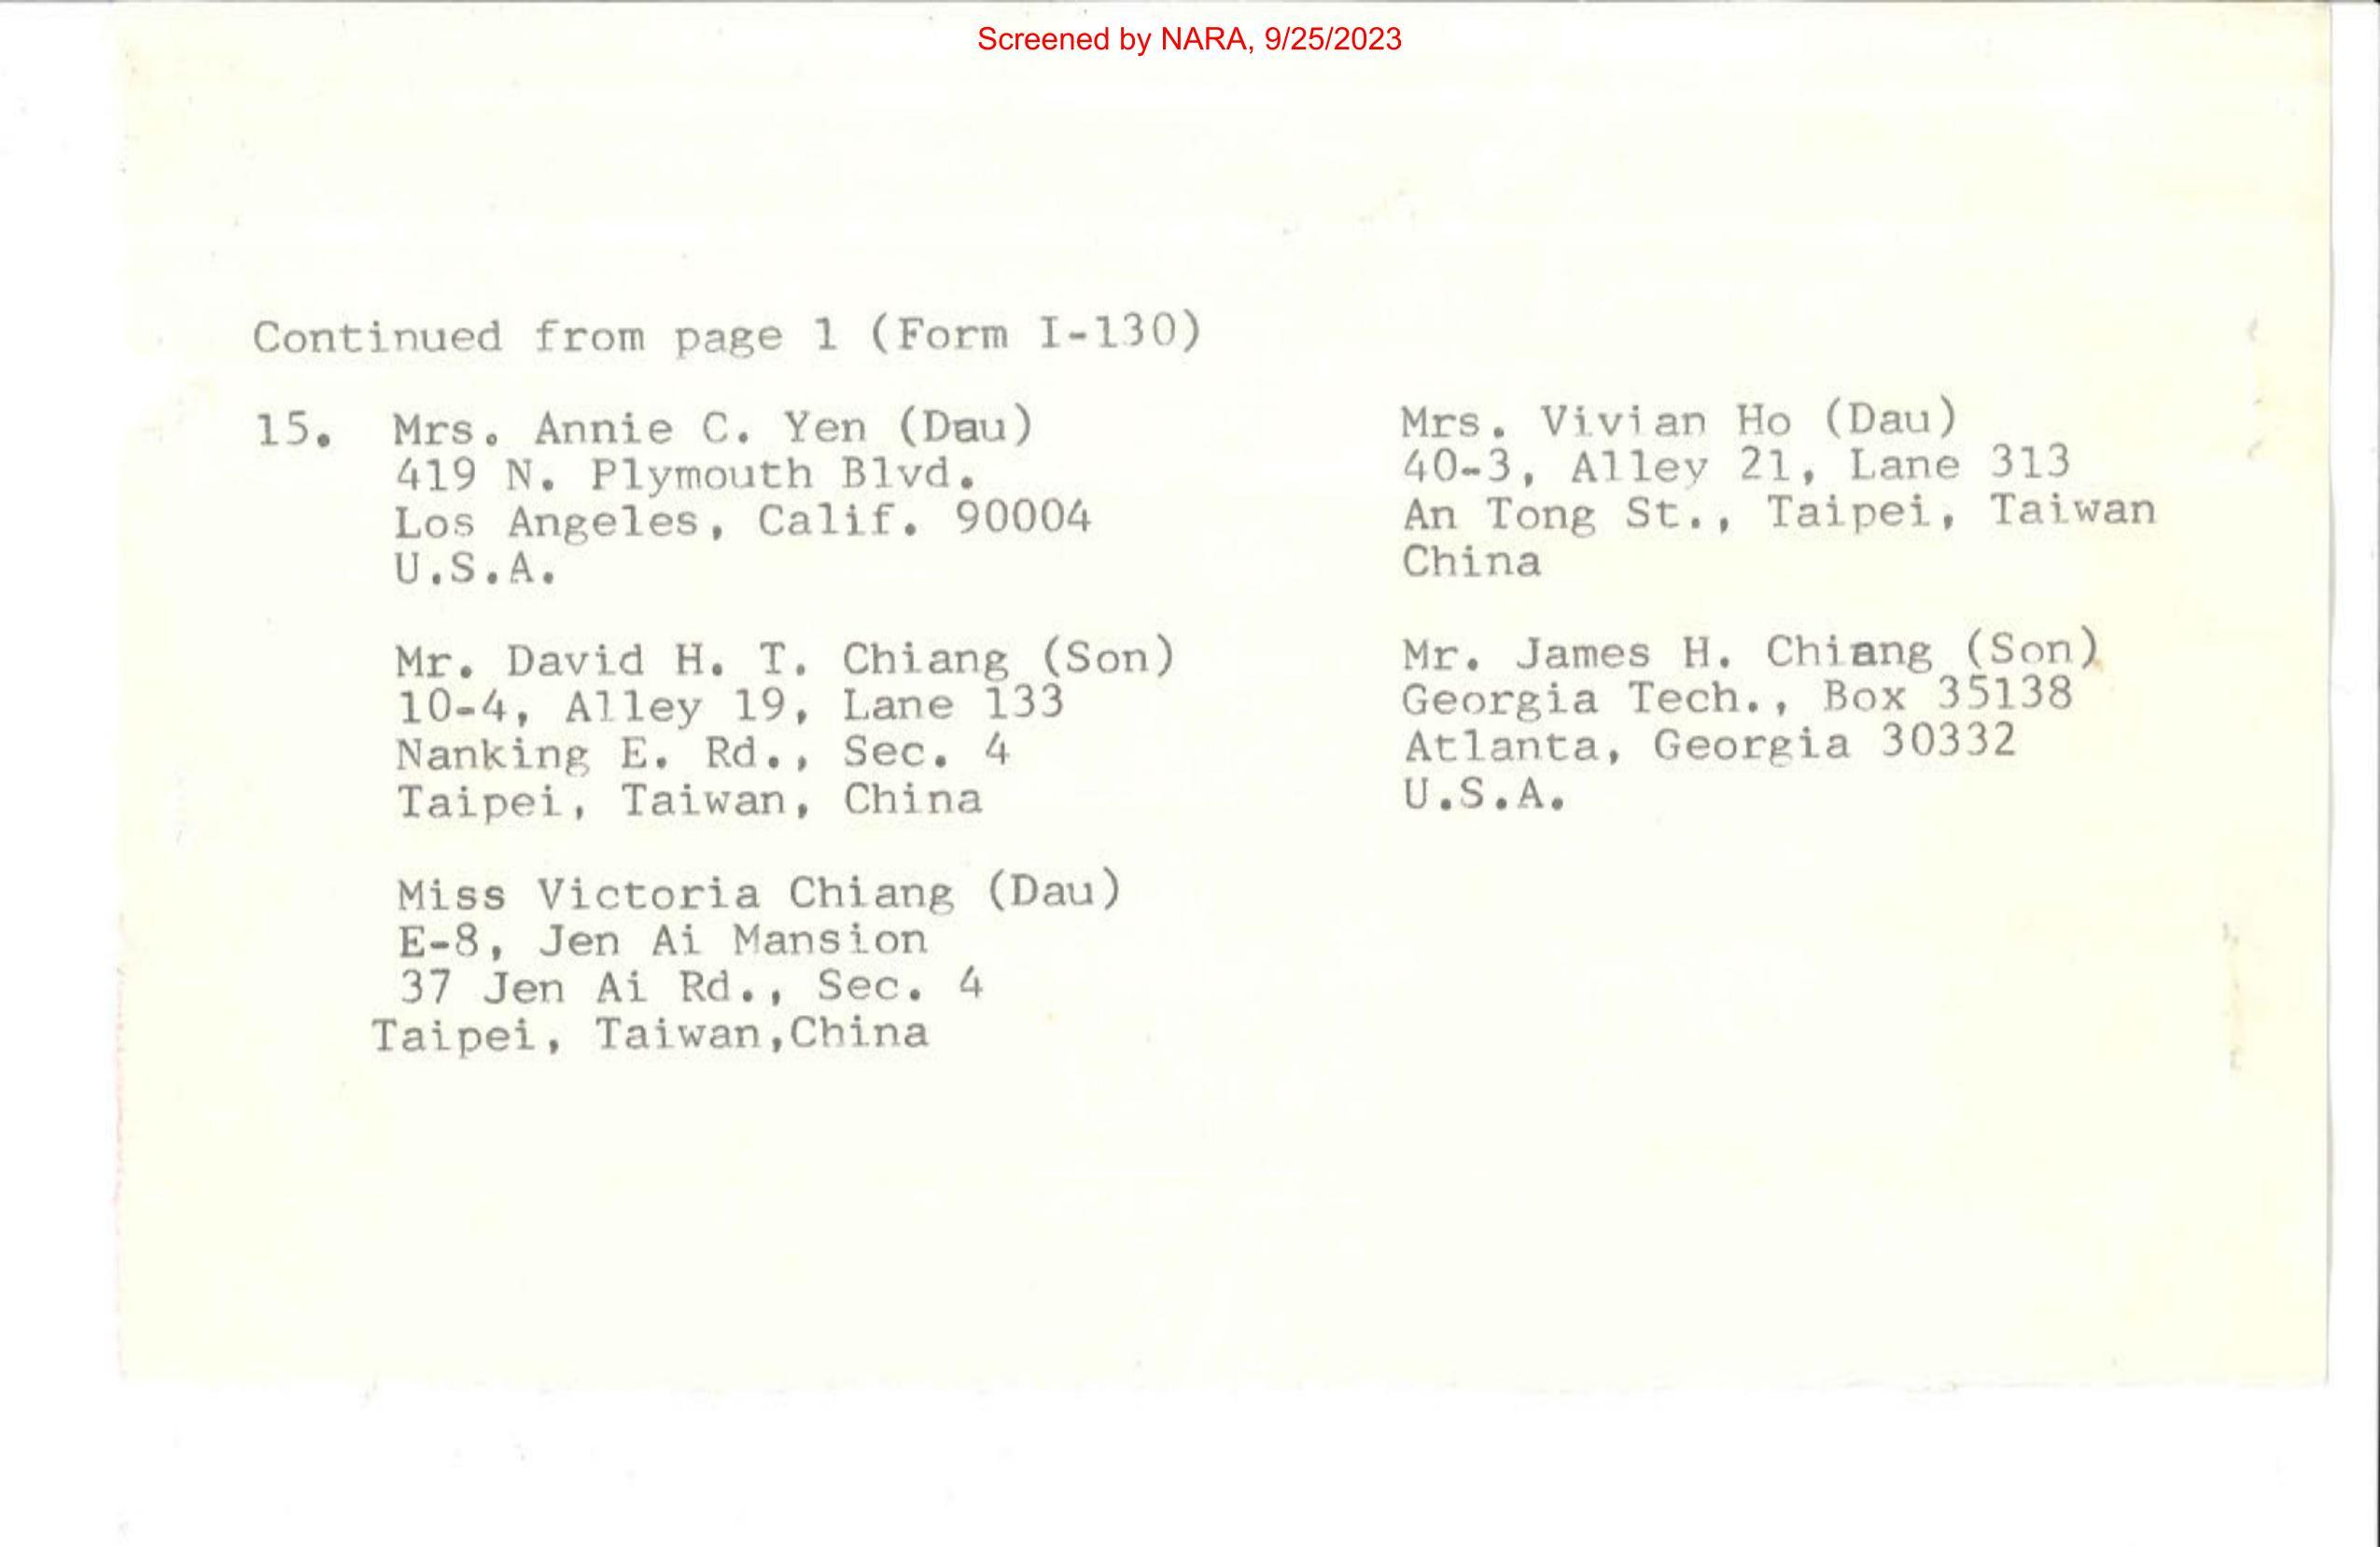 Screened by NARA, 9/25/2023
Continued from page 1 (Form I-130)
15. Mrs. Annie C. Yen (Dau)
419 N. Plymouth Blvd.
Los Angeles, Calif. 90004
U.S.A.
Mrs. Vivian Ho (Dau)
40-3, Alley 21, Lane 313
An Tong St., Taipei, Taiwan
China
Mr. David H. T. Chiang (Son)
10-4, Alley 19, Lane 133
Nanking E. Rd., Sec. 4
Taipei, Taiwan, China
Mr. James H. Chiang (Son)
Georgia Tech., Box 35138
Atlanta, Georgia 30332
U.S.A.
Miss Victoria Chiang (Dau)
E-8, Jen Ai Mansion
37 Jen Ai Rd., Sec. 4
Taipei, Taiwan,China